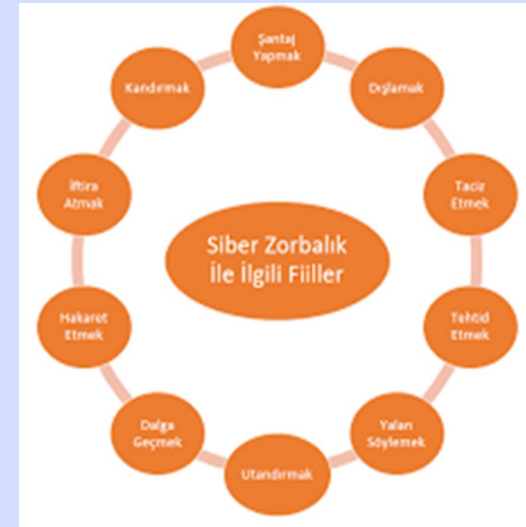 Siber Zorbalık
İle İlgili Fiiller
Şantaj
Yapmak
Dışlamak
Taciz
Etmek
Tehtid
Etmek
Yalan
Söylemek
Utandırmak
Dalga
Geçmek
Hakaret
Etmek
İftira
Atmak
Kandırmak